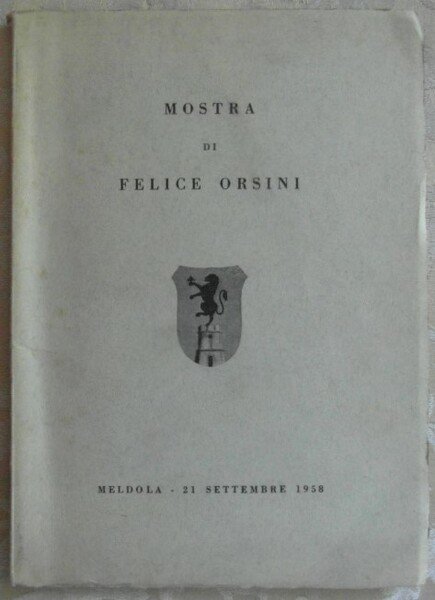 MOSTRA
DI
FELICE ORSINI
MELDOLA - 21 SETTEMBRE 1958